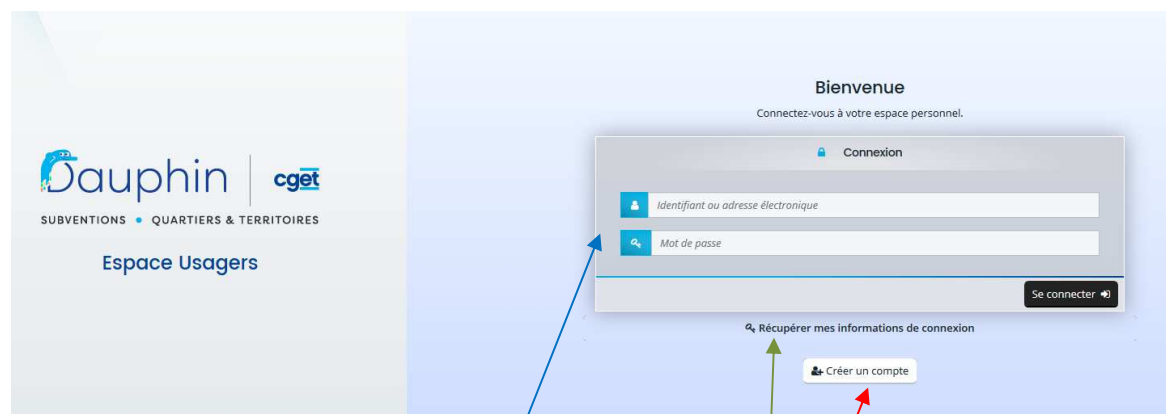 Dauphin
cget
SUBVENTIONS • QUARTIERS & TERRITOIRES
Espace Usagers
Bienvenue
Connectez-vous à votre espace personnel.
Connexion
Identifiant ou adresse électronique
Mot de passe
Se connecter
Récupérer mes informations de connexion
Créer un compte